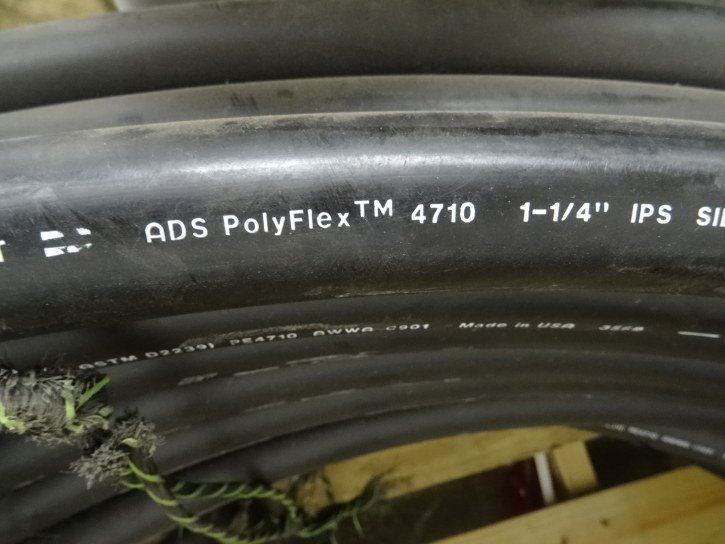 ADS PolyFlex™ 4710 1-1/4" IPS
ASTM D2239) PE4710 AWWA C901 Made in USA